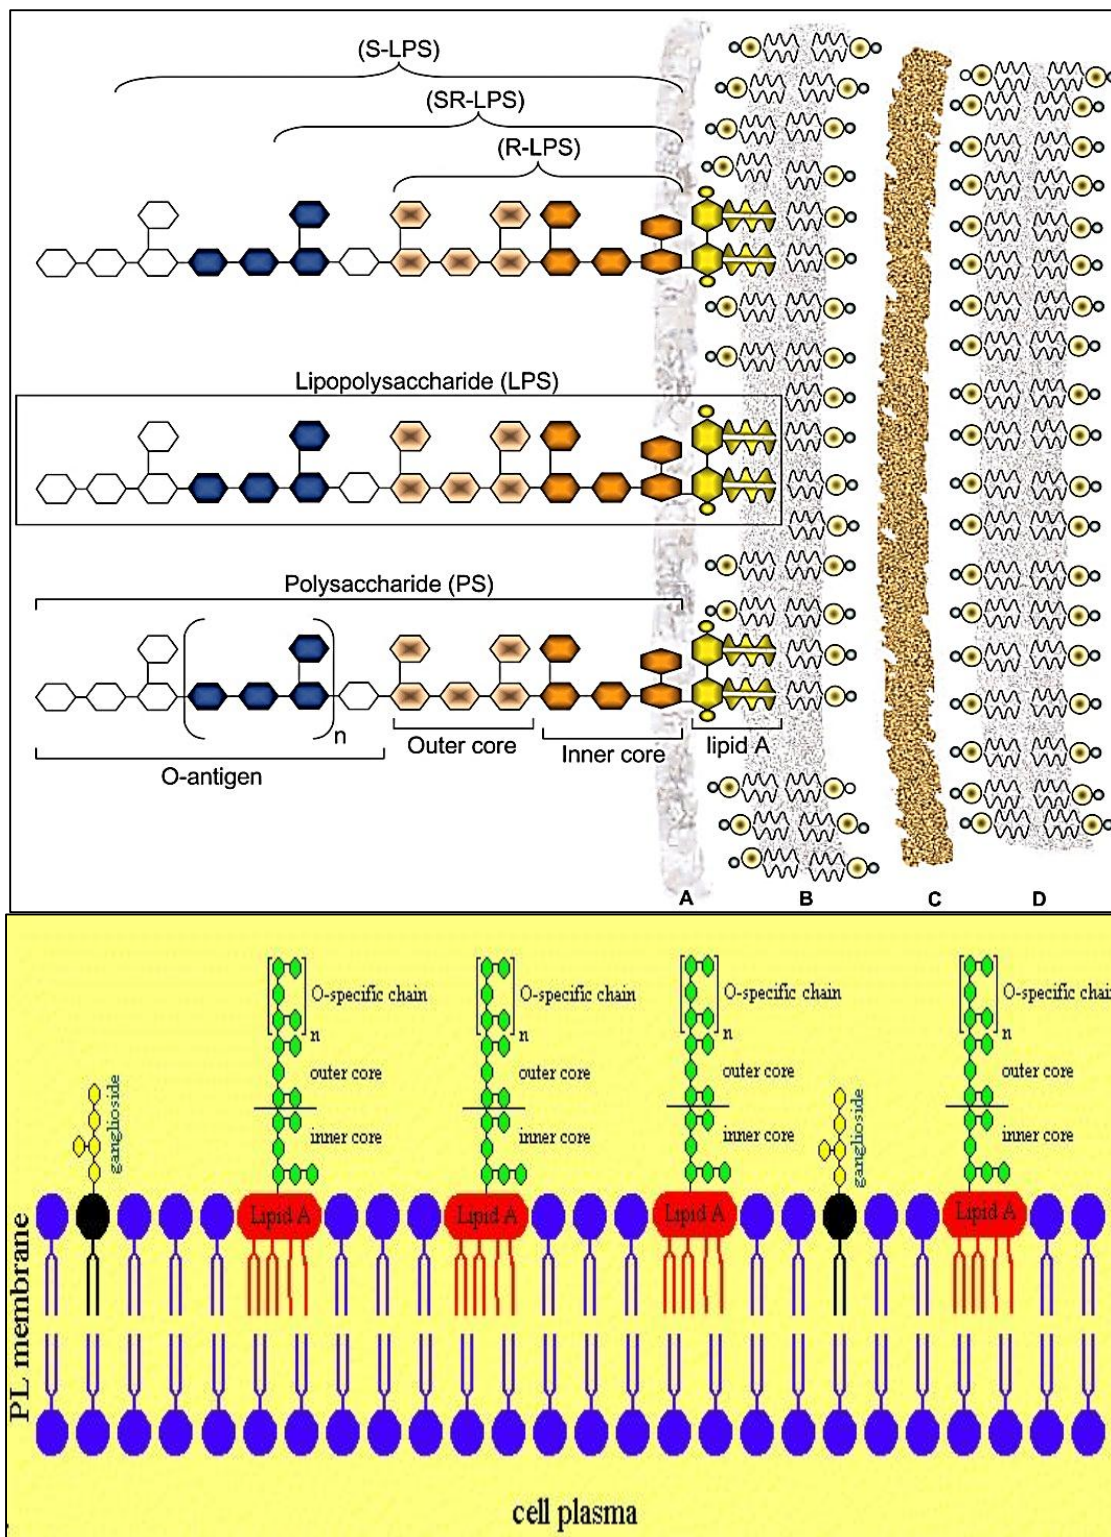 (S-LPS)
(SR-LPS)
(R-LPS)
Lipopolysaccharide (LPS)
Polysaccharide (PS)
n
Outer core
Inner core
lipid A
O-antigen
A B C D
O-specific chain O-specific chain O-specific chain O-specific chain
n n n n
outer core outer core outer core outer core
inner core inner core inner core inner core
ganglioside ganglioside
Lipid A Lipid A Lipid A Lipid A
PL membrane
cell plasma